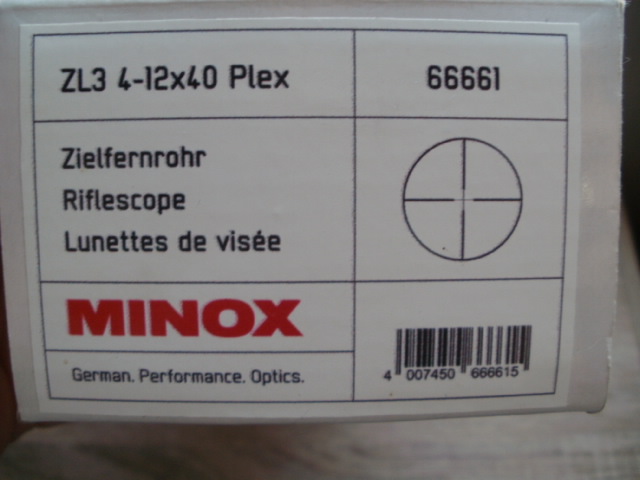 ZL3 4-12x40 Plex
66661
Zielfernrohr
Riflescope
Lunettes de visée
MINOX
German. Performance. Optics.
4 007450 666615